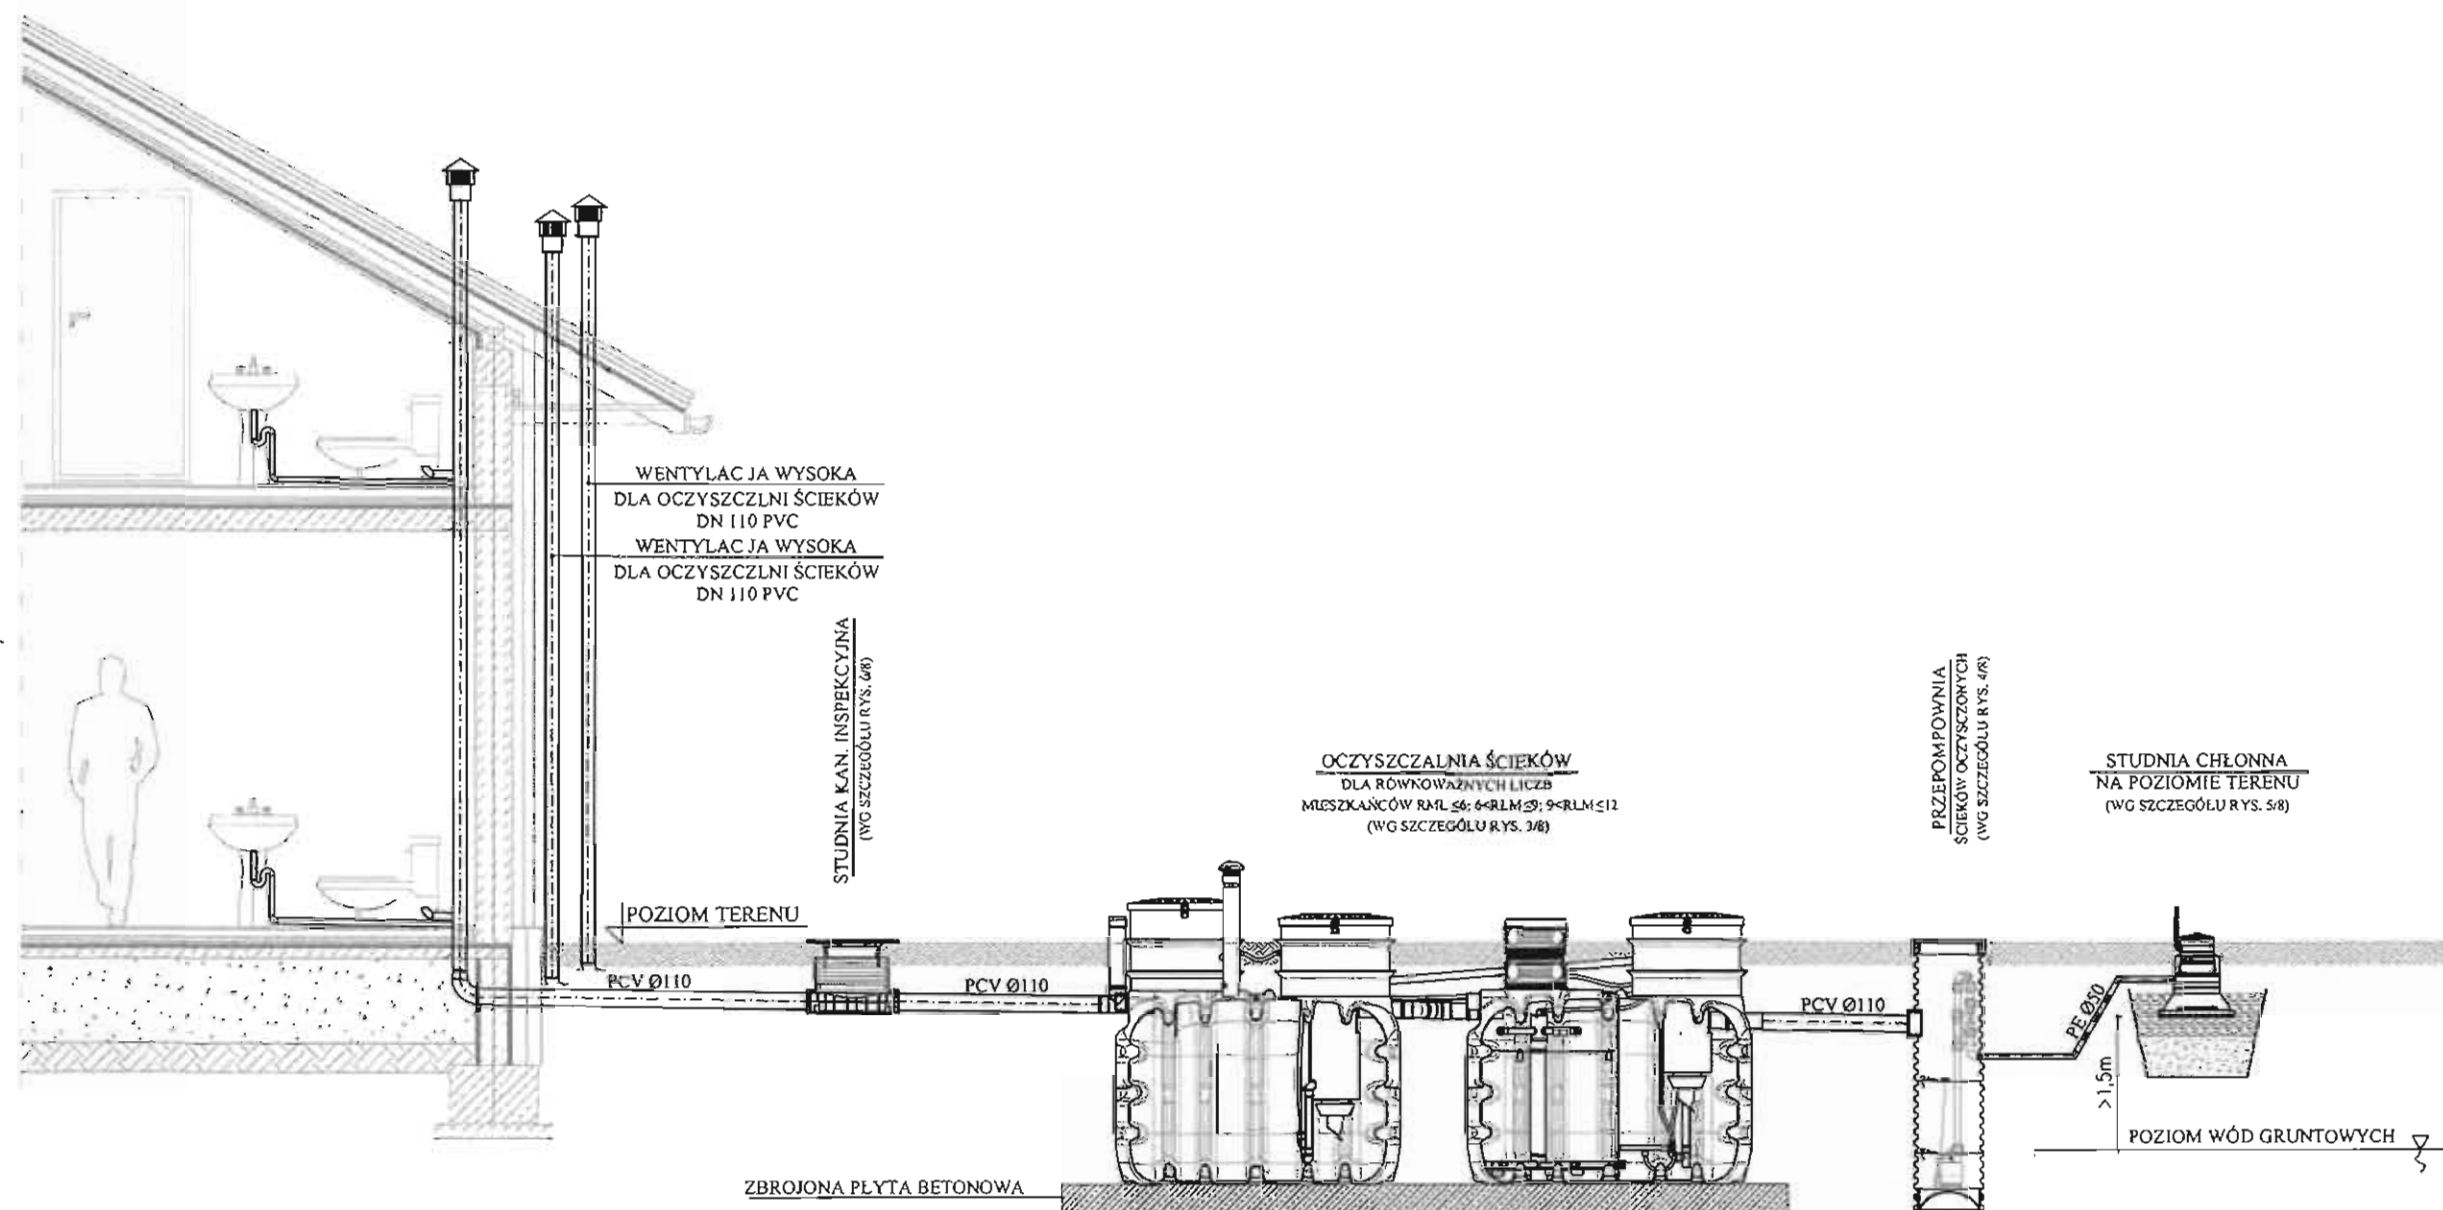 WENTYLACJA WYSOKA
DLA OCZYSZCZLNI ŚCIEKÓW
DN 110 PVC
WENTYLACJA WYSOKA
DLA OCZYSZCZLNI ŚCIEKÓW
DN 110 PVC
STUDNIA KAN. INSPEKCYJNA
(WG SZCZEGÓŁU RYS. 6/8)
POZIOM TERENU
PCV Ø110
PCV Ø110
OCZYSZCZALNIA ŚCIEKÓW
DLA RÓWNOWAŻNYCH LICZB
MIESZKAŃCÓW RML ≤6; 6<RLM≤9; 9<RLM≤12
(WG SZCZEGÓŁU RYS. 3/8)
PCV Ø110
PRZEPOMPOWNIA
ŚCIEKÓW OCZYSCZONYCH
(WG SZCZEGÓŁU RYS. 4/8)
STUDNIA CHŁONNA
NA POZIOMIE TERENU
(WG SZCZEGÓŁU RYS. 5/8)
PE Ø50
>1,5m
POZIOM WÓD GRUNTOWYCH
ZBROJONA PŁYTA BETONOWA